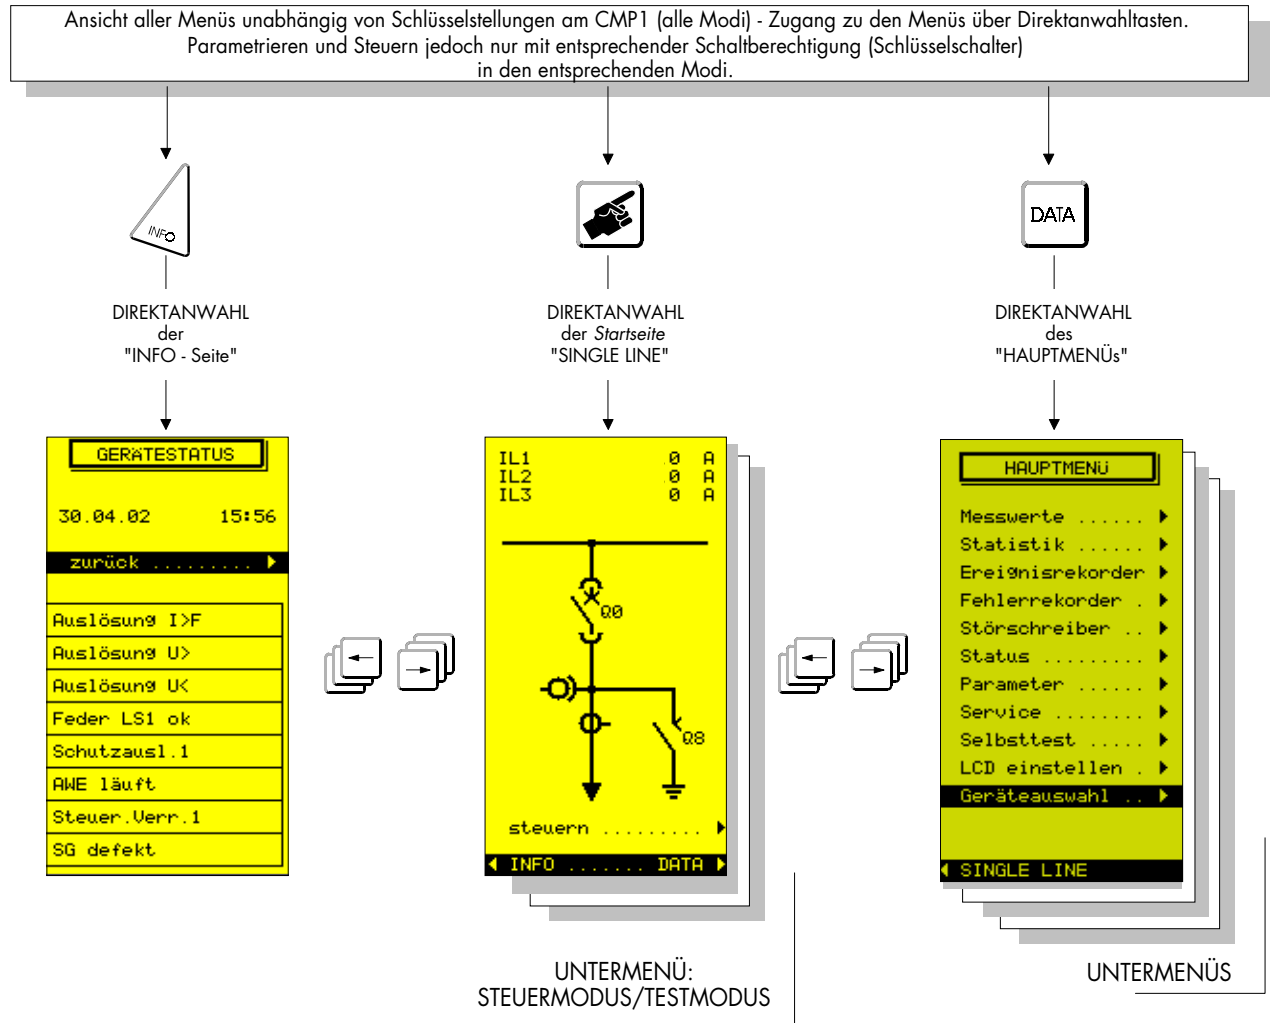 Ansicht aller Menüs unabhängig von Schlüsselstellungen am CMP1 (alle Modi) - Zugang zu den Menüs über Direktanwahltasten.
Parametrieren und Steuern jedoch nur mit entsprechender Schaltberechtigung (Schlüsselschalter)
in den entsprechenden Modi.
INFO
DATA
DIREKTANWAHL
der
"INFO - Seite"
DIREKTANWAHL
der Startseite
"SINGLE LINE"
DIREKTANWAHL
des
"HAUPTMENÜs"
GERÄTESTATUS
30.04.02 15:56
zurück .........
Auslösung I>F
Auslösung U>
Auslösung U<
Feder LS1 ok
Schutzausl.1
AWE läuft
Steuer.Verr.1
SG defekt
IL1 0 A
IL2 0 A
IL3 0 A
Q0
Q8
steuern .........
INFO ....... DATA
HAUPTMENÜ
Messwerte ......
Statistik ......
Ereignisrekorder
Fehlerrekorder .
Störschreiber ..
Status .........
Parameter ......
Service ........
Selbsttest .....
LCD einstellen .
Geräteauswahl ..
SINGLE LINE
UNTERMENÜ:
STEUERMODUS/TESTMODUS
UNTERMENÜS